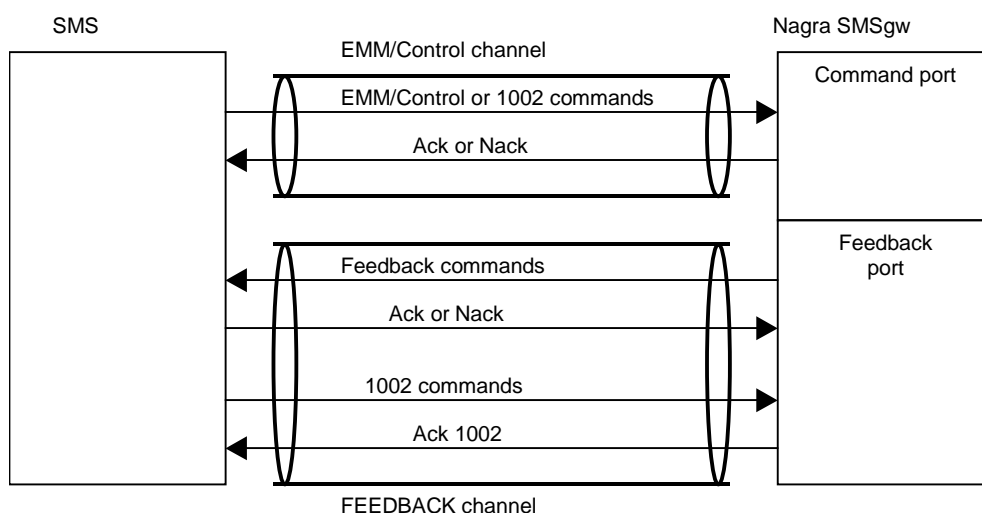 SMS
Nagra SMSgw
EMM/Control channel
Command port
EMM/Control or 1002 commands
Ack or Nack
Feedback
port
Feedback commands
Ack or Nack
1002 commands
Ack 1002
FEEDBACK channel